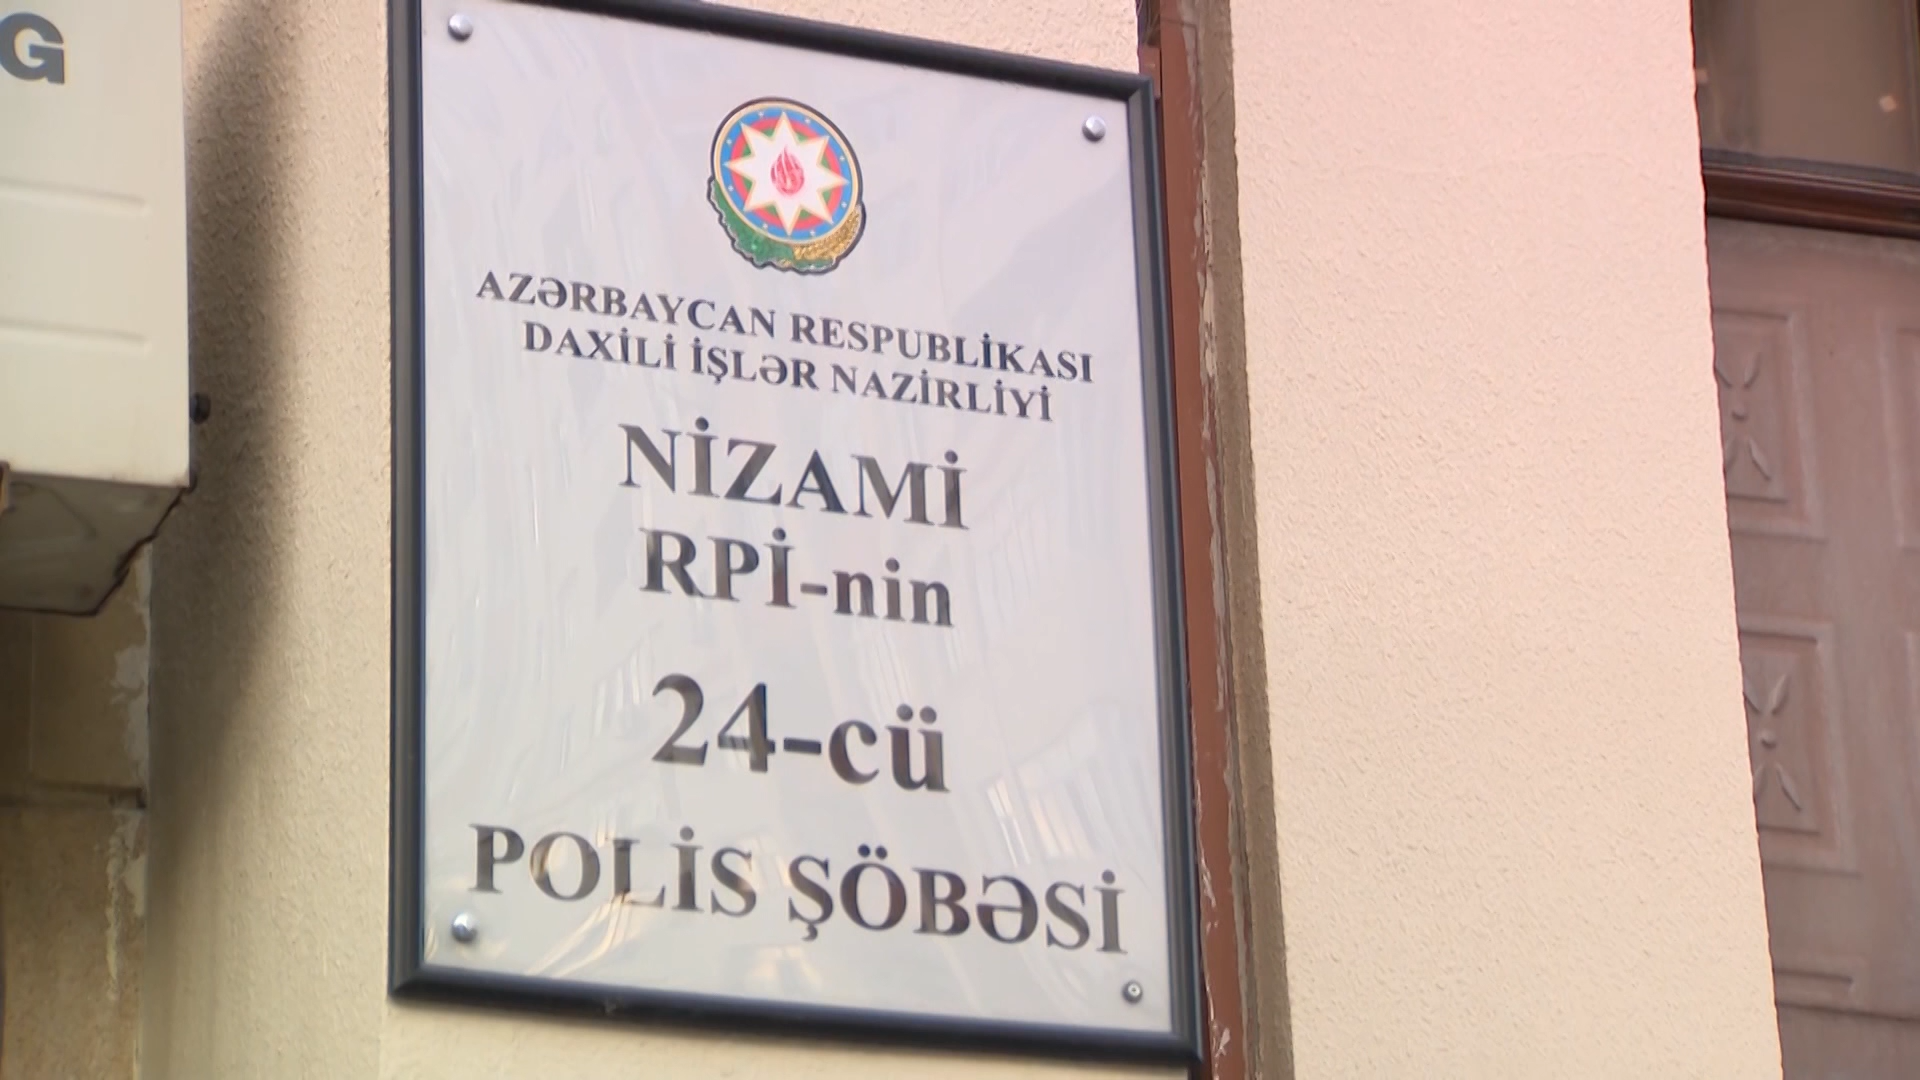 G
AZƏRBAYCAN RESPUBLİKASI
DAXİLİ İŞLƏR NAZİRLİYİ
NİZAMİ
RPİ-nin
24-cü
POLİS ŞÖBƏSİ